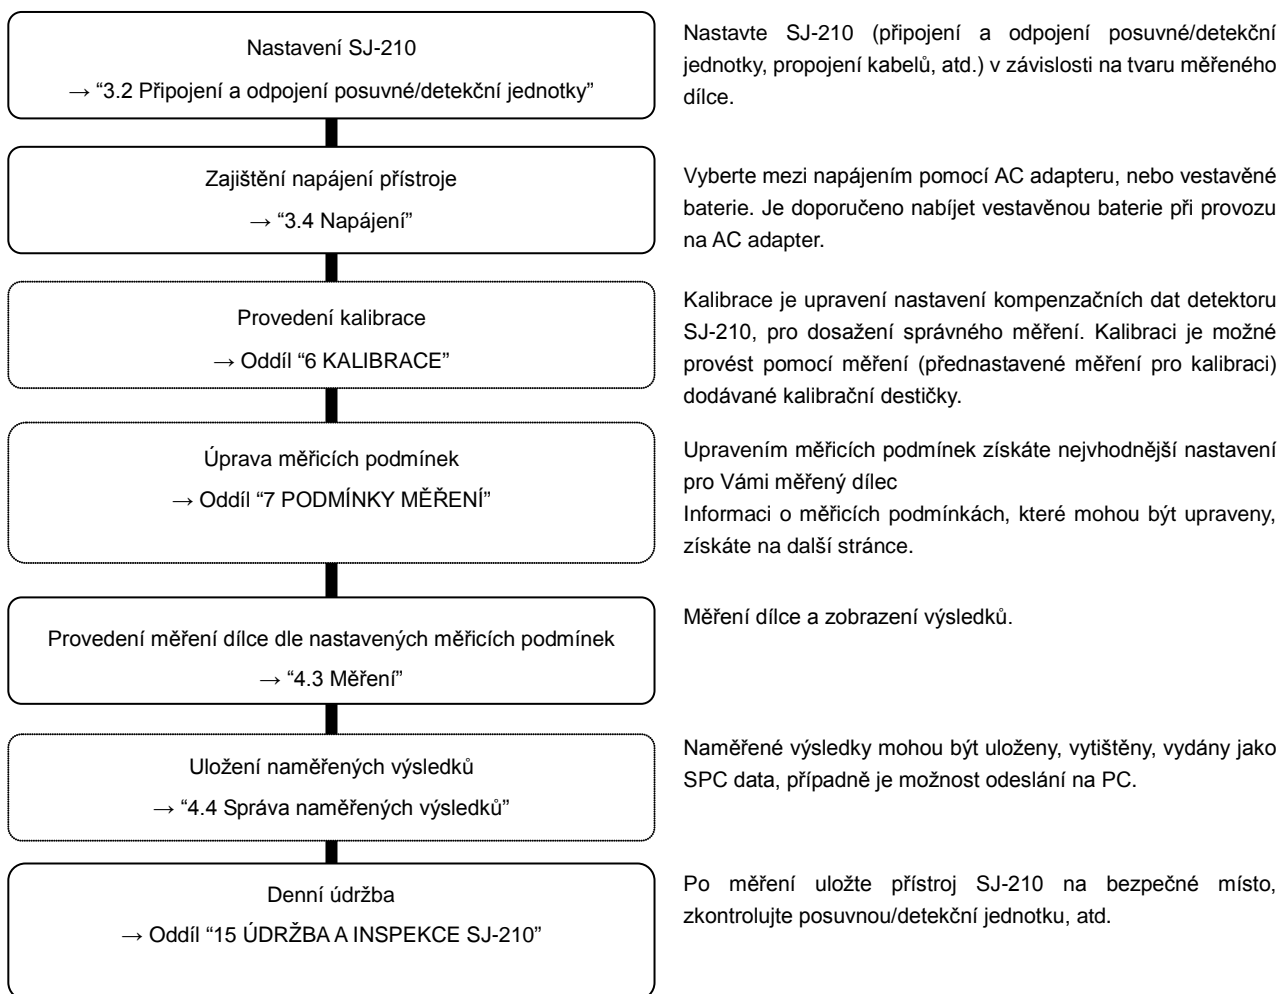 Nastavení SJ-210
→ “3.2 Připojení a odpojení posuvné/detekční jednotky”
Nastavte SJ-210 (připojení a odpojení posuvné/detekční
jednotky, propojení kabelů, atd.) v závislosti na tvaru měřeného
dílce.
Zajištění napájení přístroje
→ “3.4 Napájení”
Vyberte mezi napájením pomocí AC adapteru, nebo vestavěné
baterie. Je doporučeno nabíjet vestavěnou baterie při provozu
na AC adapter.
Provedení kalibrace
→ Oddíl “6 KALIBRACE”
Kalibrace je upravení nastavení kompenzačních dat detektoru
SJ-210, pro dosažení správného měření. Kalibraci je možné
provést pomocí měření (přednastavené měření pro kalibraci)
dodávané kalibrační destičky.
Úprava měřicích podmínek
→ Oddíl “7 PODMÍNKY MĚŘENÍ”
Upravením měřicích podmínek získáte nejvhodnější nastavení
pro Vámi měřený dílec
Informaci o měřicích podmínkách, které mohou být upraveny,
získáte na další stránce.
Provedení měření dílce dle nastavených měřicích podmínek
→ “4.3 Měření”
Měření dílce a zobrazení výsledků.
Uložení naměřených výsledků
→ “4.4 Správa naměřených výsledků”
Naměřené výsledky mohou být uloženy, vytištěny, vydány jako
SPC data, případně je možnost odeslání na PC.
Denní údržba
→ Oddíl “15 ÚDRŽBA A INSPEKCE SJ-210”
Po měření uložte přístroj SJ-210 na bezpečné místo,
zkontrolujte posuvnou/detekční jednotku, atd.